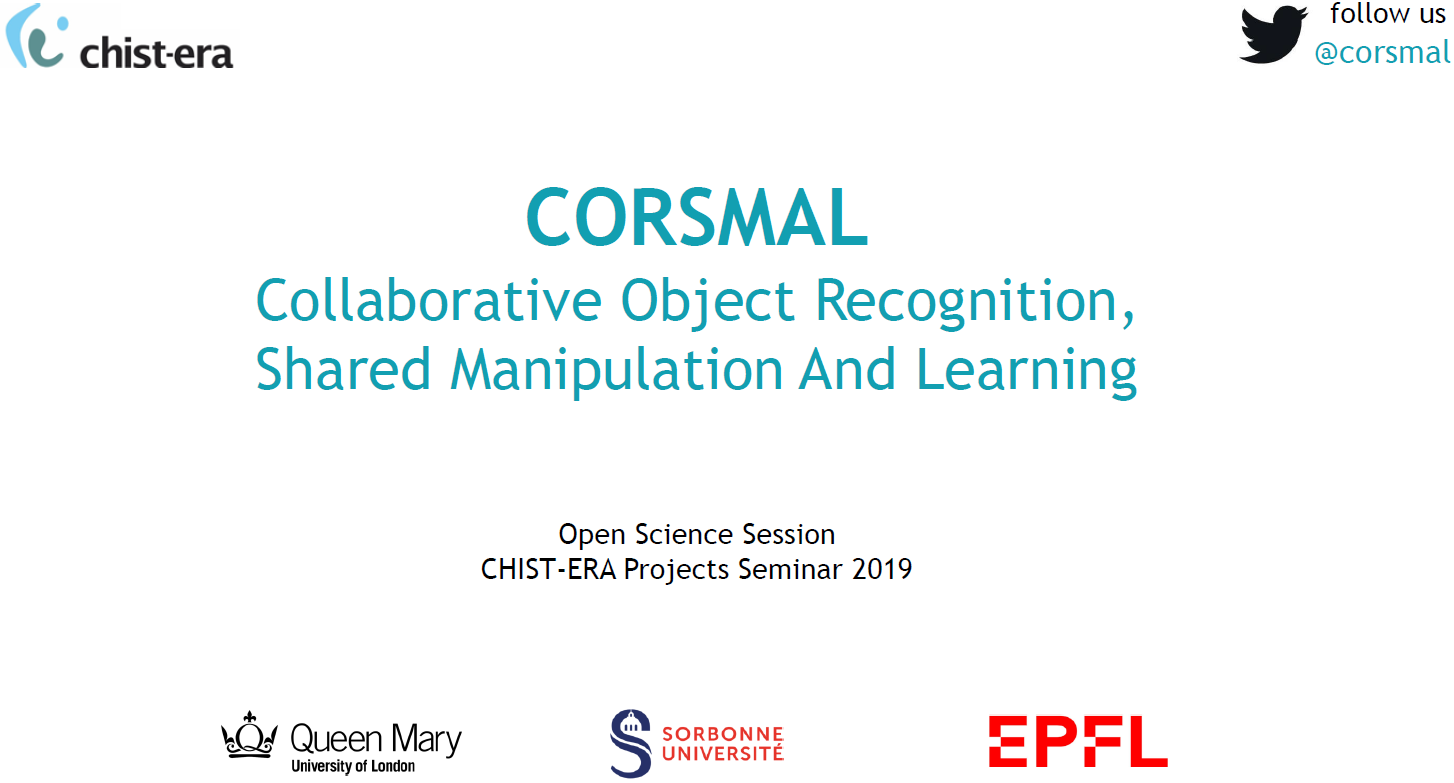 chist-era
follow us
@corsmal
CORSMAL
Collaborative Object Recognition,
Shared Manipulation And Learning
Open Science Session
CHIST-ERA Projects Seminar 2019
Queen Mary
University of London
SORBONNE
UNIVERSITÉ
EPFL